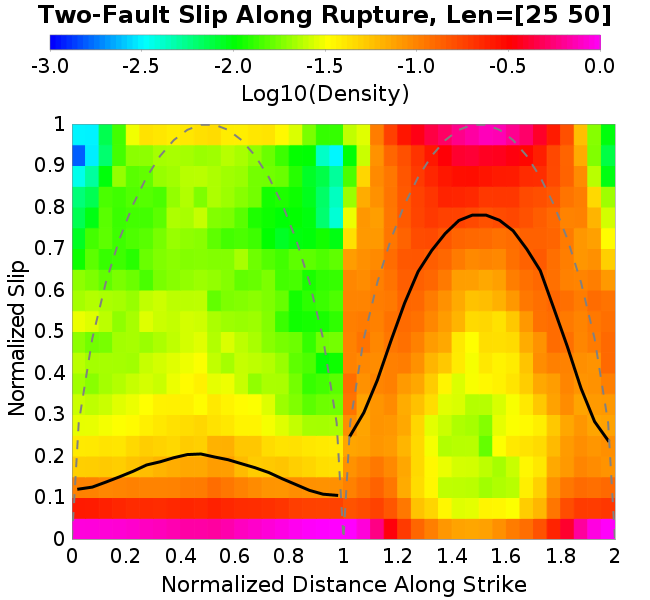 Two-Fault Slip Along Rupture, Len=[25 50]
-3.0 -2.5 -2.0 -1.5 -1.0 -0.5 0.0
Log10(Density)
1
0.9
0.8
0.7
0.6
0.5
0.4
0.3
0.2
0.1
0
Normalized Slip
0 0.2 0.4 0.6 0.8 1 1.2 1.4 1.6 1.8 2
Normalized Distance Along Strike